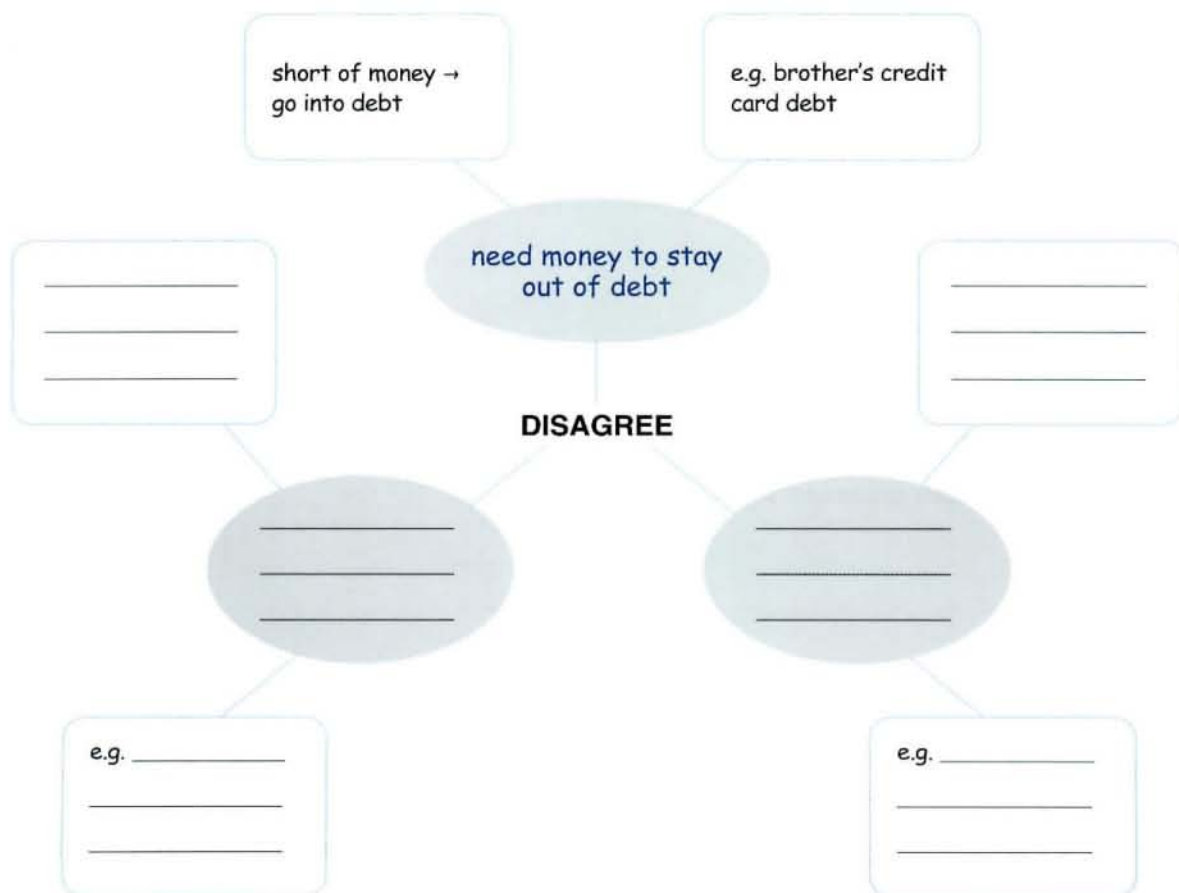 short of money →
go into debt
e.g. brother's credit
card debt
need money to stay
out of debt
DISAGREE
e.g.
e.g.